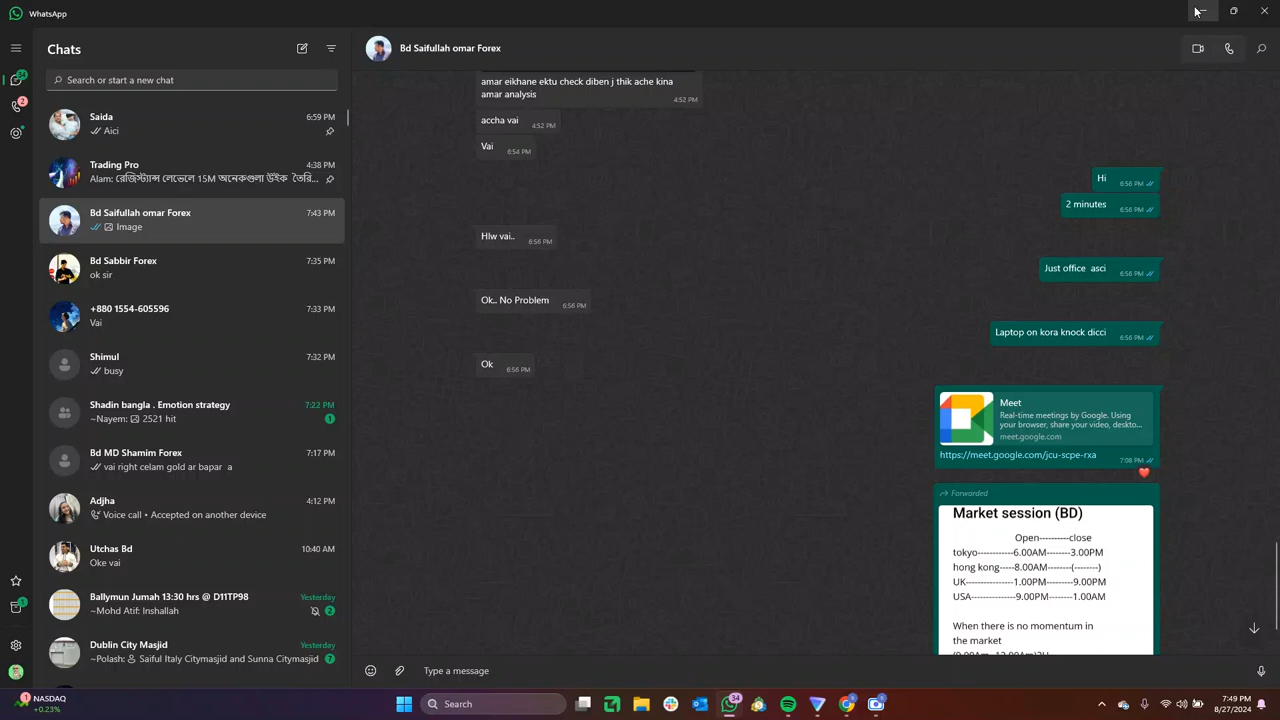 WhatsApp
Chats
Bd Saifullah omar Forex
Search or start a new chat
24
2
Saida
6:59 PM
Aici
Trading Pro
4:38 PM
Alam: রেজিস্ট্যান্স লেভেলে 15M অনেকগুলা উইক তৈরি...
Bd Saifullah omar Forex
7:43 PM
Image
Bd Sabbir Forex
7:35 PM
ok sir
+880 1554-605596
7:33 PM
Vai
Shimul
7:32 PM
busy
Shadin bangla . Emotion strategy
7:22 PM
~Nayem: 2521 hit
1
Bd MD Shamim Forex
7:17 PM
vai right celam gold ar bapar a
Adjha
4:12 PM
Voice call • Accepted on another device
Utchas Bd
10:40 AM
Oke vai
Ballymun Jumah 13:30 hrs @ D11TP98
Yesterday
~Mohd Atif: Inshallah
2
Dublin City Masjid
Yesterday
~Polash: Saiful Italy Citymasjid and Sunna Citymasjid
7
amar eikhane ektu check diben j thik ache kina
amar analysis
4:52 PM
accha vai
4:52 PM
Vai
6:54 PM
Hi
6:56 PM
2 minutes
6:56 PM
Hlw vai..
6:56 PM
Just office asci
6:56 PM
Ok.. No Problem
6:56 PM
Laptop on kora knock dicci
6:56 PM
Ok
6:56 PM
Meet
Real-time meetings by Google. Using
your browser, share your video, deskto...
meet.google.com
https://meet.google.com/jcu-scpe-rxa
7:08 PM
Forwarded
Market session (BD)
Open----------close
tokyo------------6.00AM--------3.00PM
hong kong-----8.00AM--------(--------)
UK---------------1.00PM--------9.00PM
USA---------------9.00PM--------1.00AM
When there is no momentum in
the market
Type a message
NASDAQ
+0.23%
Search
34
7:49 PM
8/27/2024